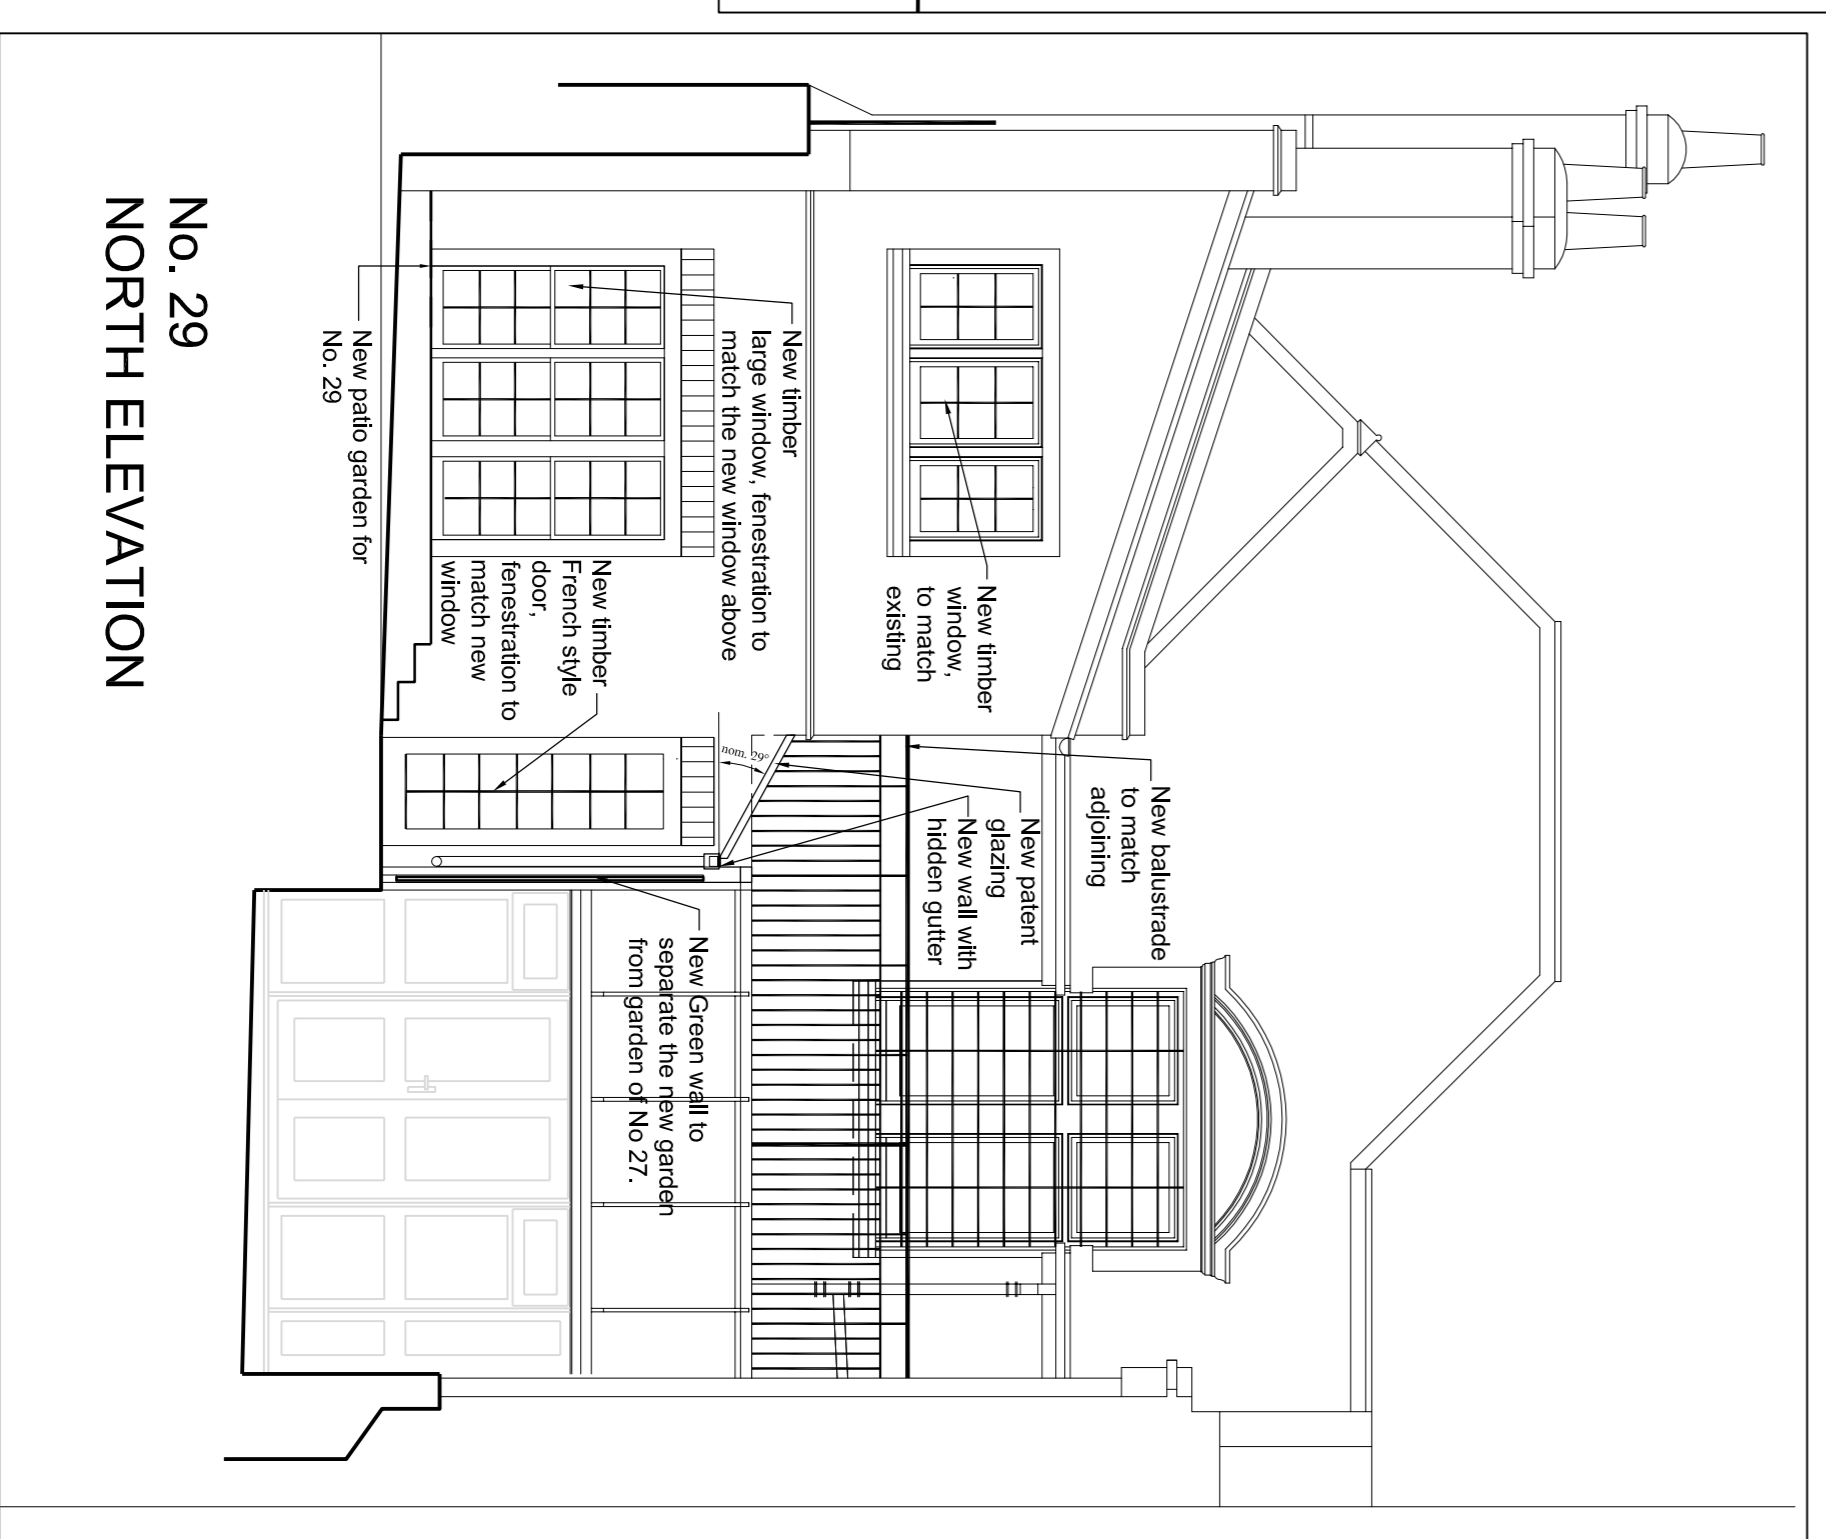 New balustrade
to match
adjoining
New patent
glazing
New wall with
hidden gutter
New timber
window,
to match
existing
New timber
large window, fenestration to
match the new window above
nom. 29°
New Green wall to
separate the new garden
from garden of No 27.
New timber
French style
door,
fenestration to
match new
window
New patio garden for
No. 29
No. 29
NORTH ELEVATION